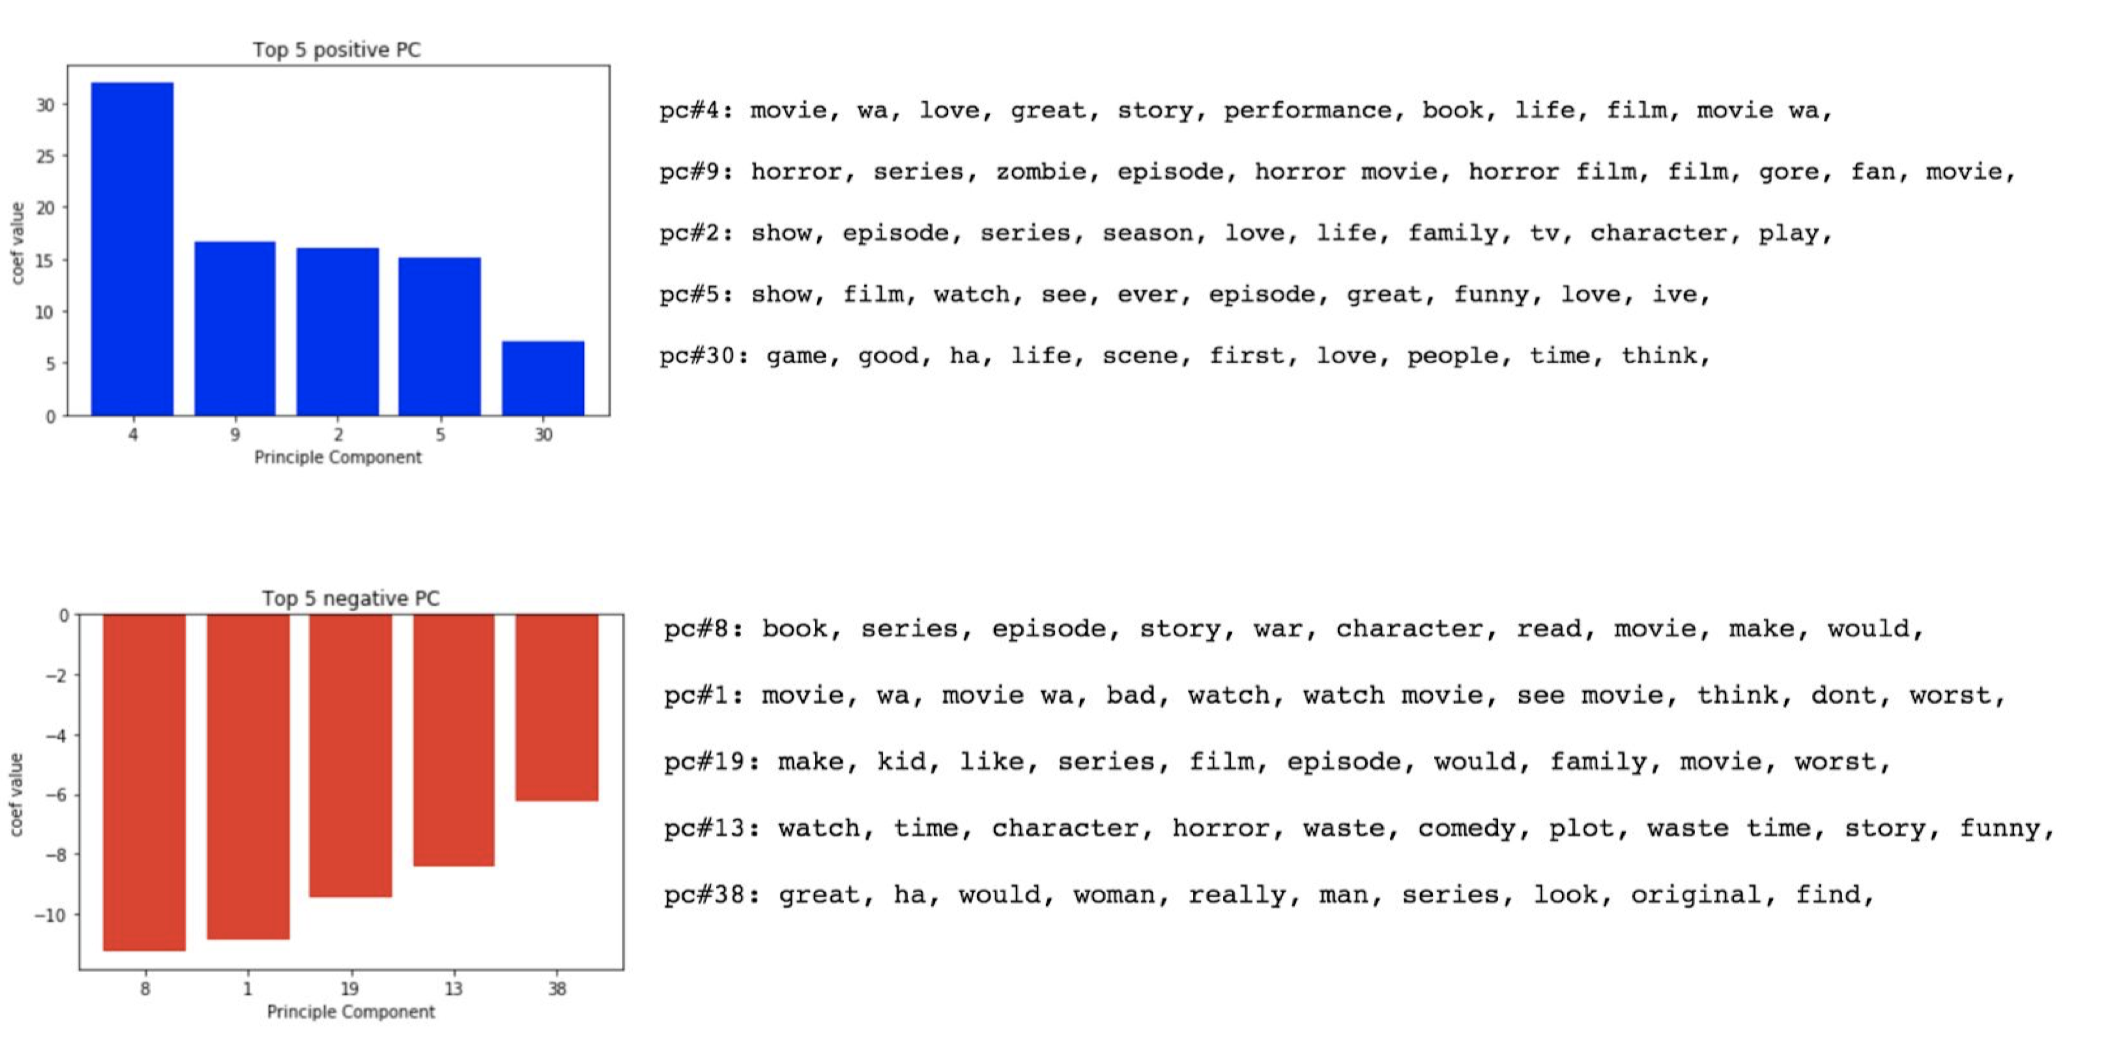 Top 5 positive PC
30
25
20
15
10
5
0
coef value
4 9 2 5 30
Principle Component
pc#4: movie, wa, love, great, story, performance, book, life, film, movie wa,
pc#9: horror, series, zombie, episode, horror movie, horror film, film, gore, fan, movie,
pc#2: show, episode, series, season, love, life, family, tv, character, play,
pc#5: show, film, watch, see, ever, episode, great, funny, love, ive,
pc#30: game, good, ha, life, scene, first, love, people, time, think,
Top 5 negative PC
0
−2
−4
−6
−8
−10
coef value
8 1 19 13 38
Principle Component
pc#8: book, series, episode, story, war, character, read, movie, make, would,
pc#1: movie, wa, movie wa, bad, watch, watch movie, see movie, think, dont, worst,
pc#19: make, kid, like, series, film, episode, would, family, movie, worst,
pc#13: watch, time, character, horror, waste, comedy, plot, waste time, story, funny,
pc#38: great, ha, would, woman, really, man, series, look, original, find,